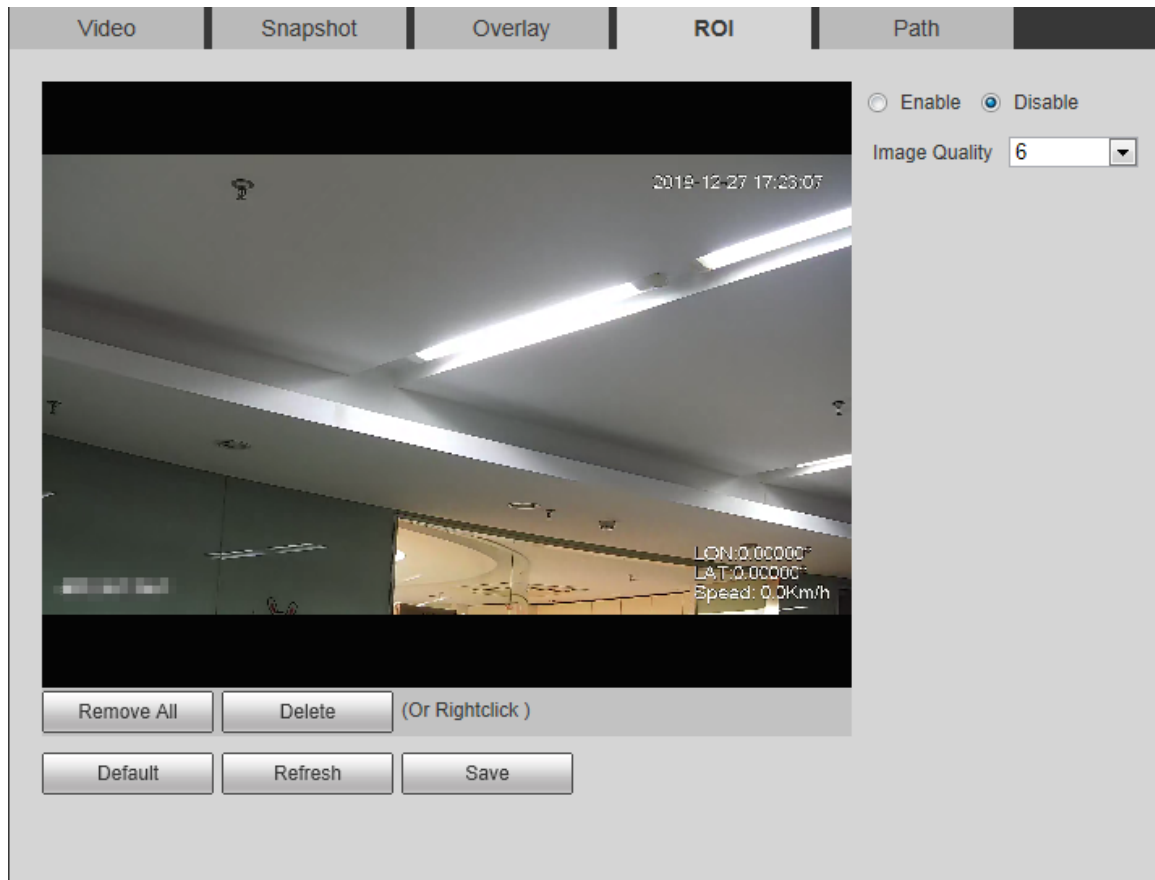 Video Snapshot Overlay ROI Path
Enable Disable
Image Quality 6
2019-12-27 17:23:07
LON:0.00000°
LAT:0.00000°
Speed: 0.0Km/h
Remove All Delete (Or Rightclick )
Default Refresh Save